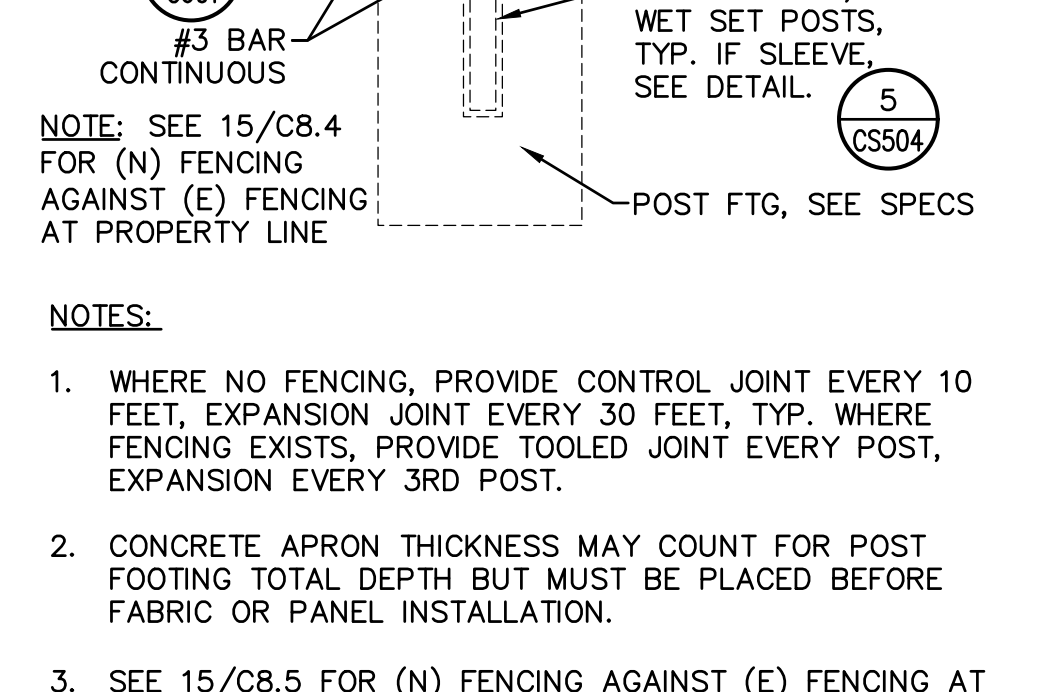 #3 BAR
CONTINUOUS
NOTE: SEE 15/C8.4
FOR (N) FENCING
AGAINST (E) FENCING
AT PROPERTY LINE
WET SET POSTS,
TYP. IF SLEEVE,
SEE DETAIL.
5
CS504
POST FTG, SEE SPECS
NOTES:
1. WHERE NO FENCING, PROVIDE CONTROL JOINT EVERY 10
FEET, EXPANSION JOINT EVERY 30 FEET, TYP. WHERE
FENCING EXISTS, PROVIDE TOOLED JOINT EVERY POST,
EXPANSION EVERY 3RD POST.
2. CONCRETE APRON THICKNESS MAY COUNT FOR POST
FOOTING TOTAL DEPTH BUT MUST BE PLACED BEFORE
FABRIC OR PANEL INSTALLATION.
3. SEE 15/C8.5 FOR (N) FENCING AGAINST (E) FENCING AT